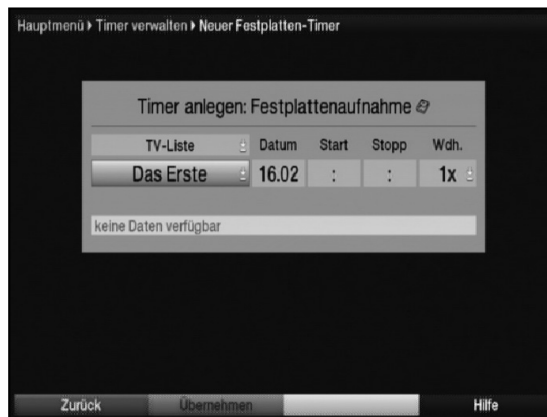 Hauptmenü ▸ Timer verwalten ▸ Neuer Festplatten-Timer
Timer anlegen: Festplattenaufnahme
TV-Liste Datum Start Stopp Wdh.
Das Erste 16.02 : : 1x
keine Daten verfügbar
Zurück Übernehmen Hilfe